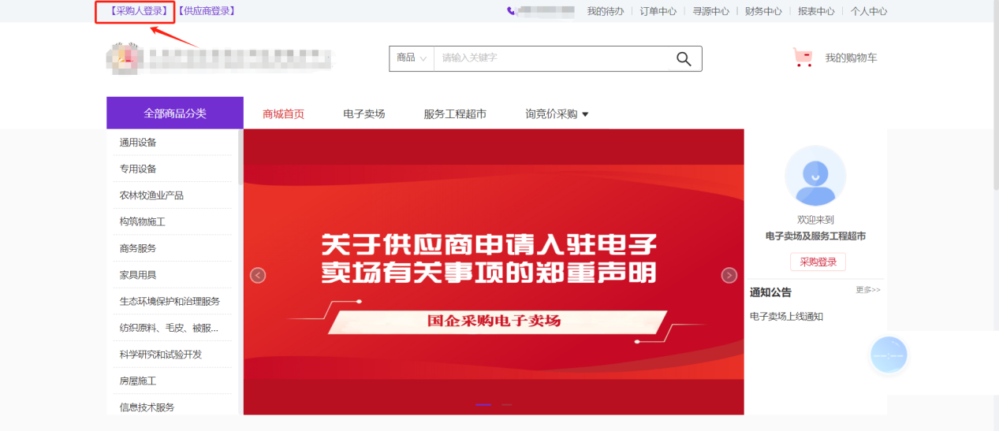 【采购人登录】 【供应商登录】 我的待办 订单中心 寻源中心 财务中心 报表中心 个人中心
商品 请输入关键字 我的购物车
全部商品分类 商城首页 电子卖场 服务工程超市 询竞价采购
通用设备
专用设备
农林牧渔业产品
构筑物施工
商务服务
家具用具
生态环境保护和治理服务
纺织原料、毛皮、被服...
科学研究和试验开发
房屋施工
信息技术服务
关于供应商申请入驻电子
卖场有关事项的郑重声明
国企采购电子卖场
欢迎来到
电子卖场及服务工程超市
采购登录
通知公告 更多>>
电子卖场上线通知